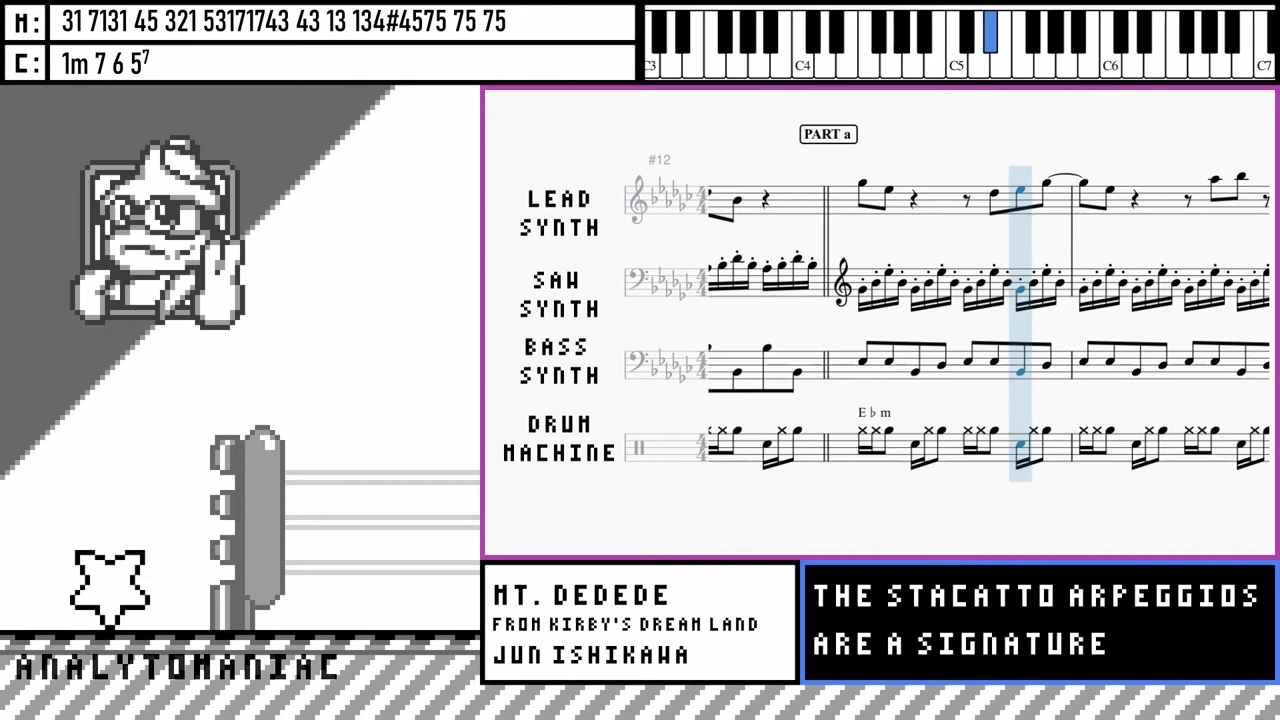 M: 31 7131 45 321 53171743 43 13 134#4575 75 75
C: 1m 7 6 5⁷
C3 C4 C5 C6 C7
PART a
#12
LEAD
SYNTH
SAW
SYNTH
BASS
SYNTH
E♭m
DRUM
MACHINE
MT. DEDEDE
FROM KIRBY'S DREAM LAND
JUN ISHIKAWA
THE STACATTO ARPEGGIOS
ARE A SIGNATURE
ANALYTOMANIAC